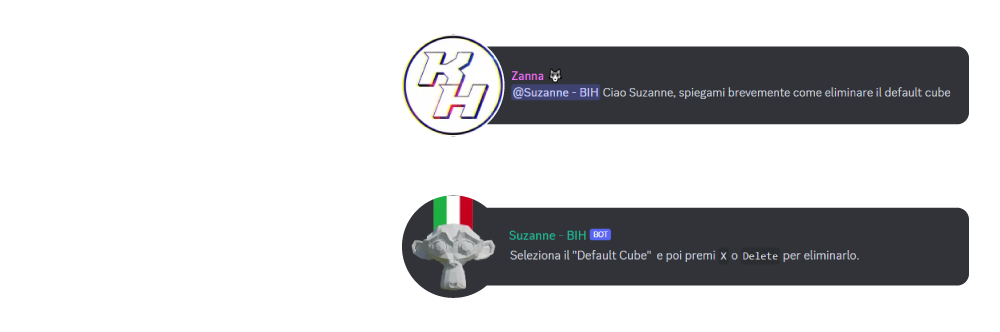 KH
Zanna
@Suzanne - BIH Ciao Suzanne, spiegami brevemente come eliminare il default cube
Suzanne - BIH BOT
Seleziona il "Default Cube" e poi premi X o Delete per eliminarlo.